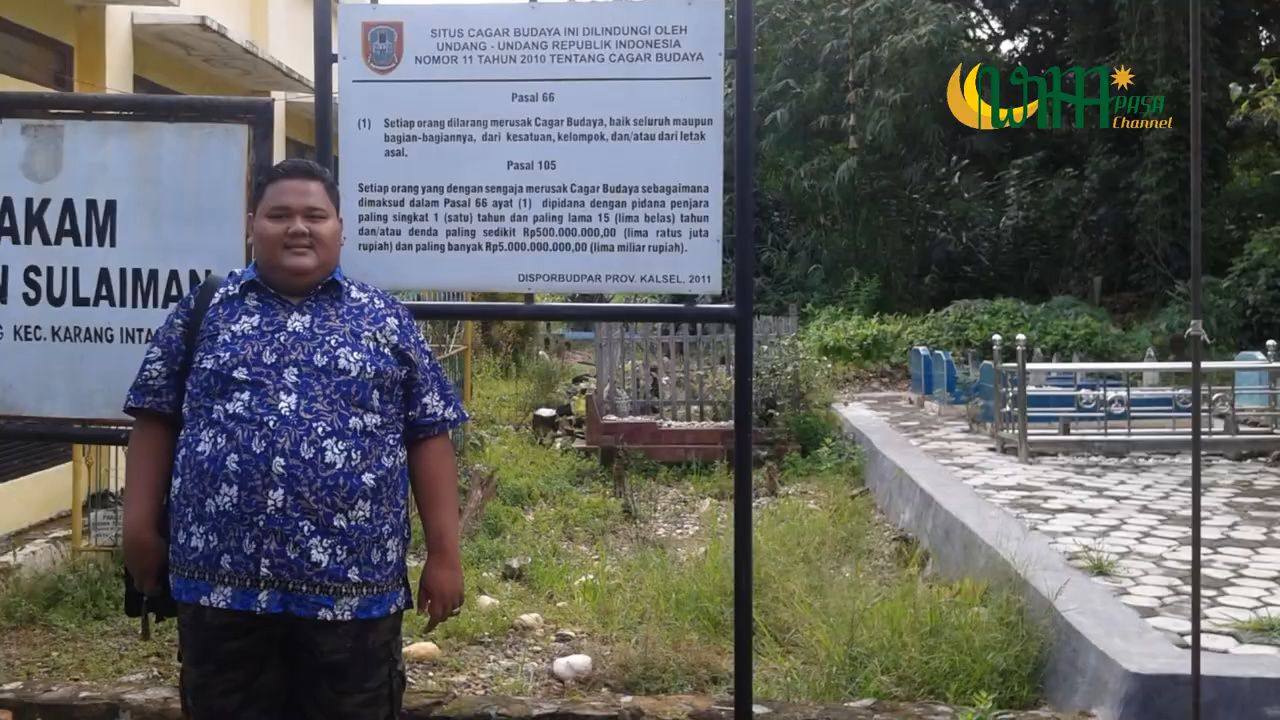 SITUS CAGAR BUDAYA INI DILINDUNGI OLEH
UNDANG - UNDANG REPUBLIK INDONESIA
NOMOR 11 TAHUN 2010 TENTANG CAGAR BUDAYA
Pasal 66
(1) Setiap orang dilarang merusak Cagar Budaya, baik seluruh maupun
bagian-bagiannya, dari kesatuan, kelompok, dan/atau dari letak
asal.
Pasal 105
Setiap orang yang dengan sengaja merusak Cagar Budaya sebagaimana
dimaksud dalam Pasal 66 ayat (1) dipidana dengan pidana penjara
paling singkat 1 (satu) tahun dan paling lama 15 (lima belas) tahun
dan/atau denda paling sedikit Rp500.000.000,00 (lima ratus juta
rupiah) dan paling banyak Rp5.000.000.000,00 (lima miliar rupiah).
DISPORBUDPAR PROV. KALSEL, 2011
AKAM
N SULAIMAN
G KEC. KARANG INTA
PASA
Channel